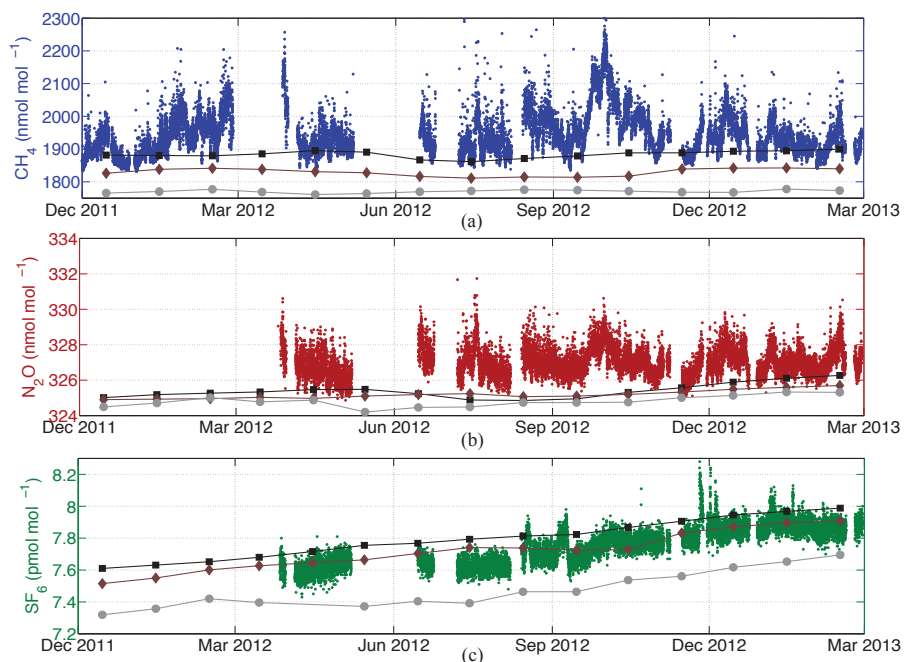 2300
2200
2100
2000
1900
1800
CH4 (nmol mol −1)
Dec 2011 Mar 2012 Jun 2012 Sep 2012 Dec 2012 Mar 2013
(a)
334
332
330
328
326
324
N2O (nmol mol −1)
Dec 2011 Mar 2012 Jun 2012 Sep 2012 Dec 2012 Mar 2013
(b)
8.2
8
7.8
7.6
7.4
7.2
SF6 (pmol mol −1)
Dec 2011 Mar 2012 Jun 2012 Sep 2012 Dec 2012 Mar 2013
(c)